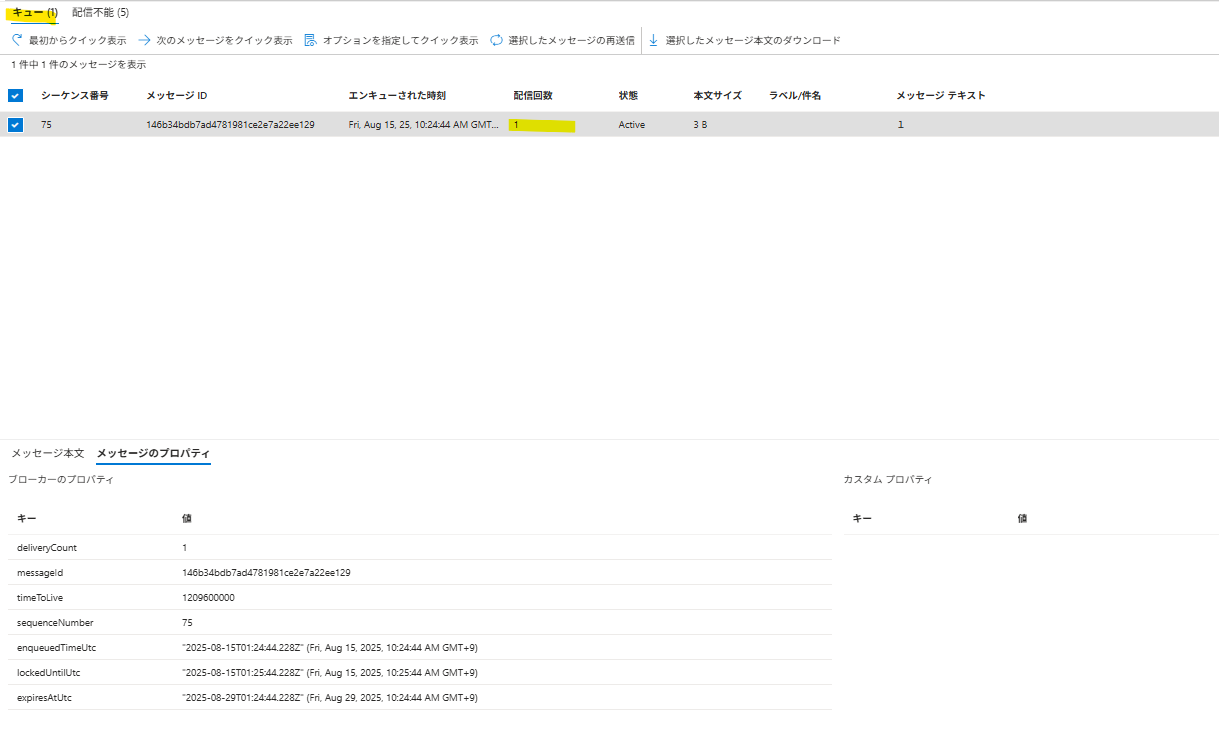 キュー (1) 配信不能 (5)
最初からクイック表示 次のメッセージをクイック表示 オプションを指定してクイック表示 選択したメッセージの再送信 選択したメッセージ本文のダウンロード
1 件中 1 件のメッセージを表示
シーケンス番号 メッセージ ID エンキューされた時刻 配信回数 状態 本文サイズ ラベル/件名 メッセージ テキスト
75 146b34bdb7ad4781981ce2e7a22ee129 Fri, Aug 15, 25, 10:24:44 AM GMT... 1 Active 3 B 1
メッセージ本文 メッセージのプロパティ
ブローカーのプロパティ カスタム プロパティ
キー 値 キー 値
deliveryCount 1
messageId 146b34bdb7ad4781981ce2e7a22ee129
timeToLive 1209600000
sequenceNumber 75
enqueuedTimeUtc "2025-08-15T01:24:44.228Z" (Fri, Aug 15, 2025, 10:24:44 AM GMT+9)
lockedUntilUtc "2025-08-15T01:25:44.228Z" (Fri, Aug 15, 2025, 10:25:44 AM GMT+9)
expiresAtUtc "2025-08-29T01:24:44.228Z" (Fri, Aug 29, 2025, 10:24:44 AM GMT+9)